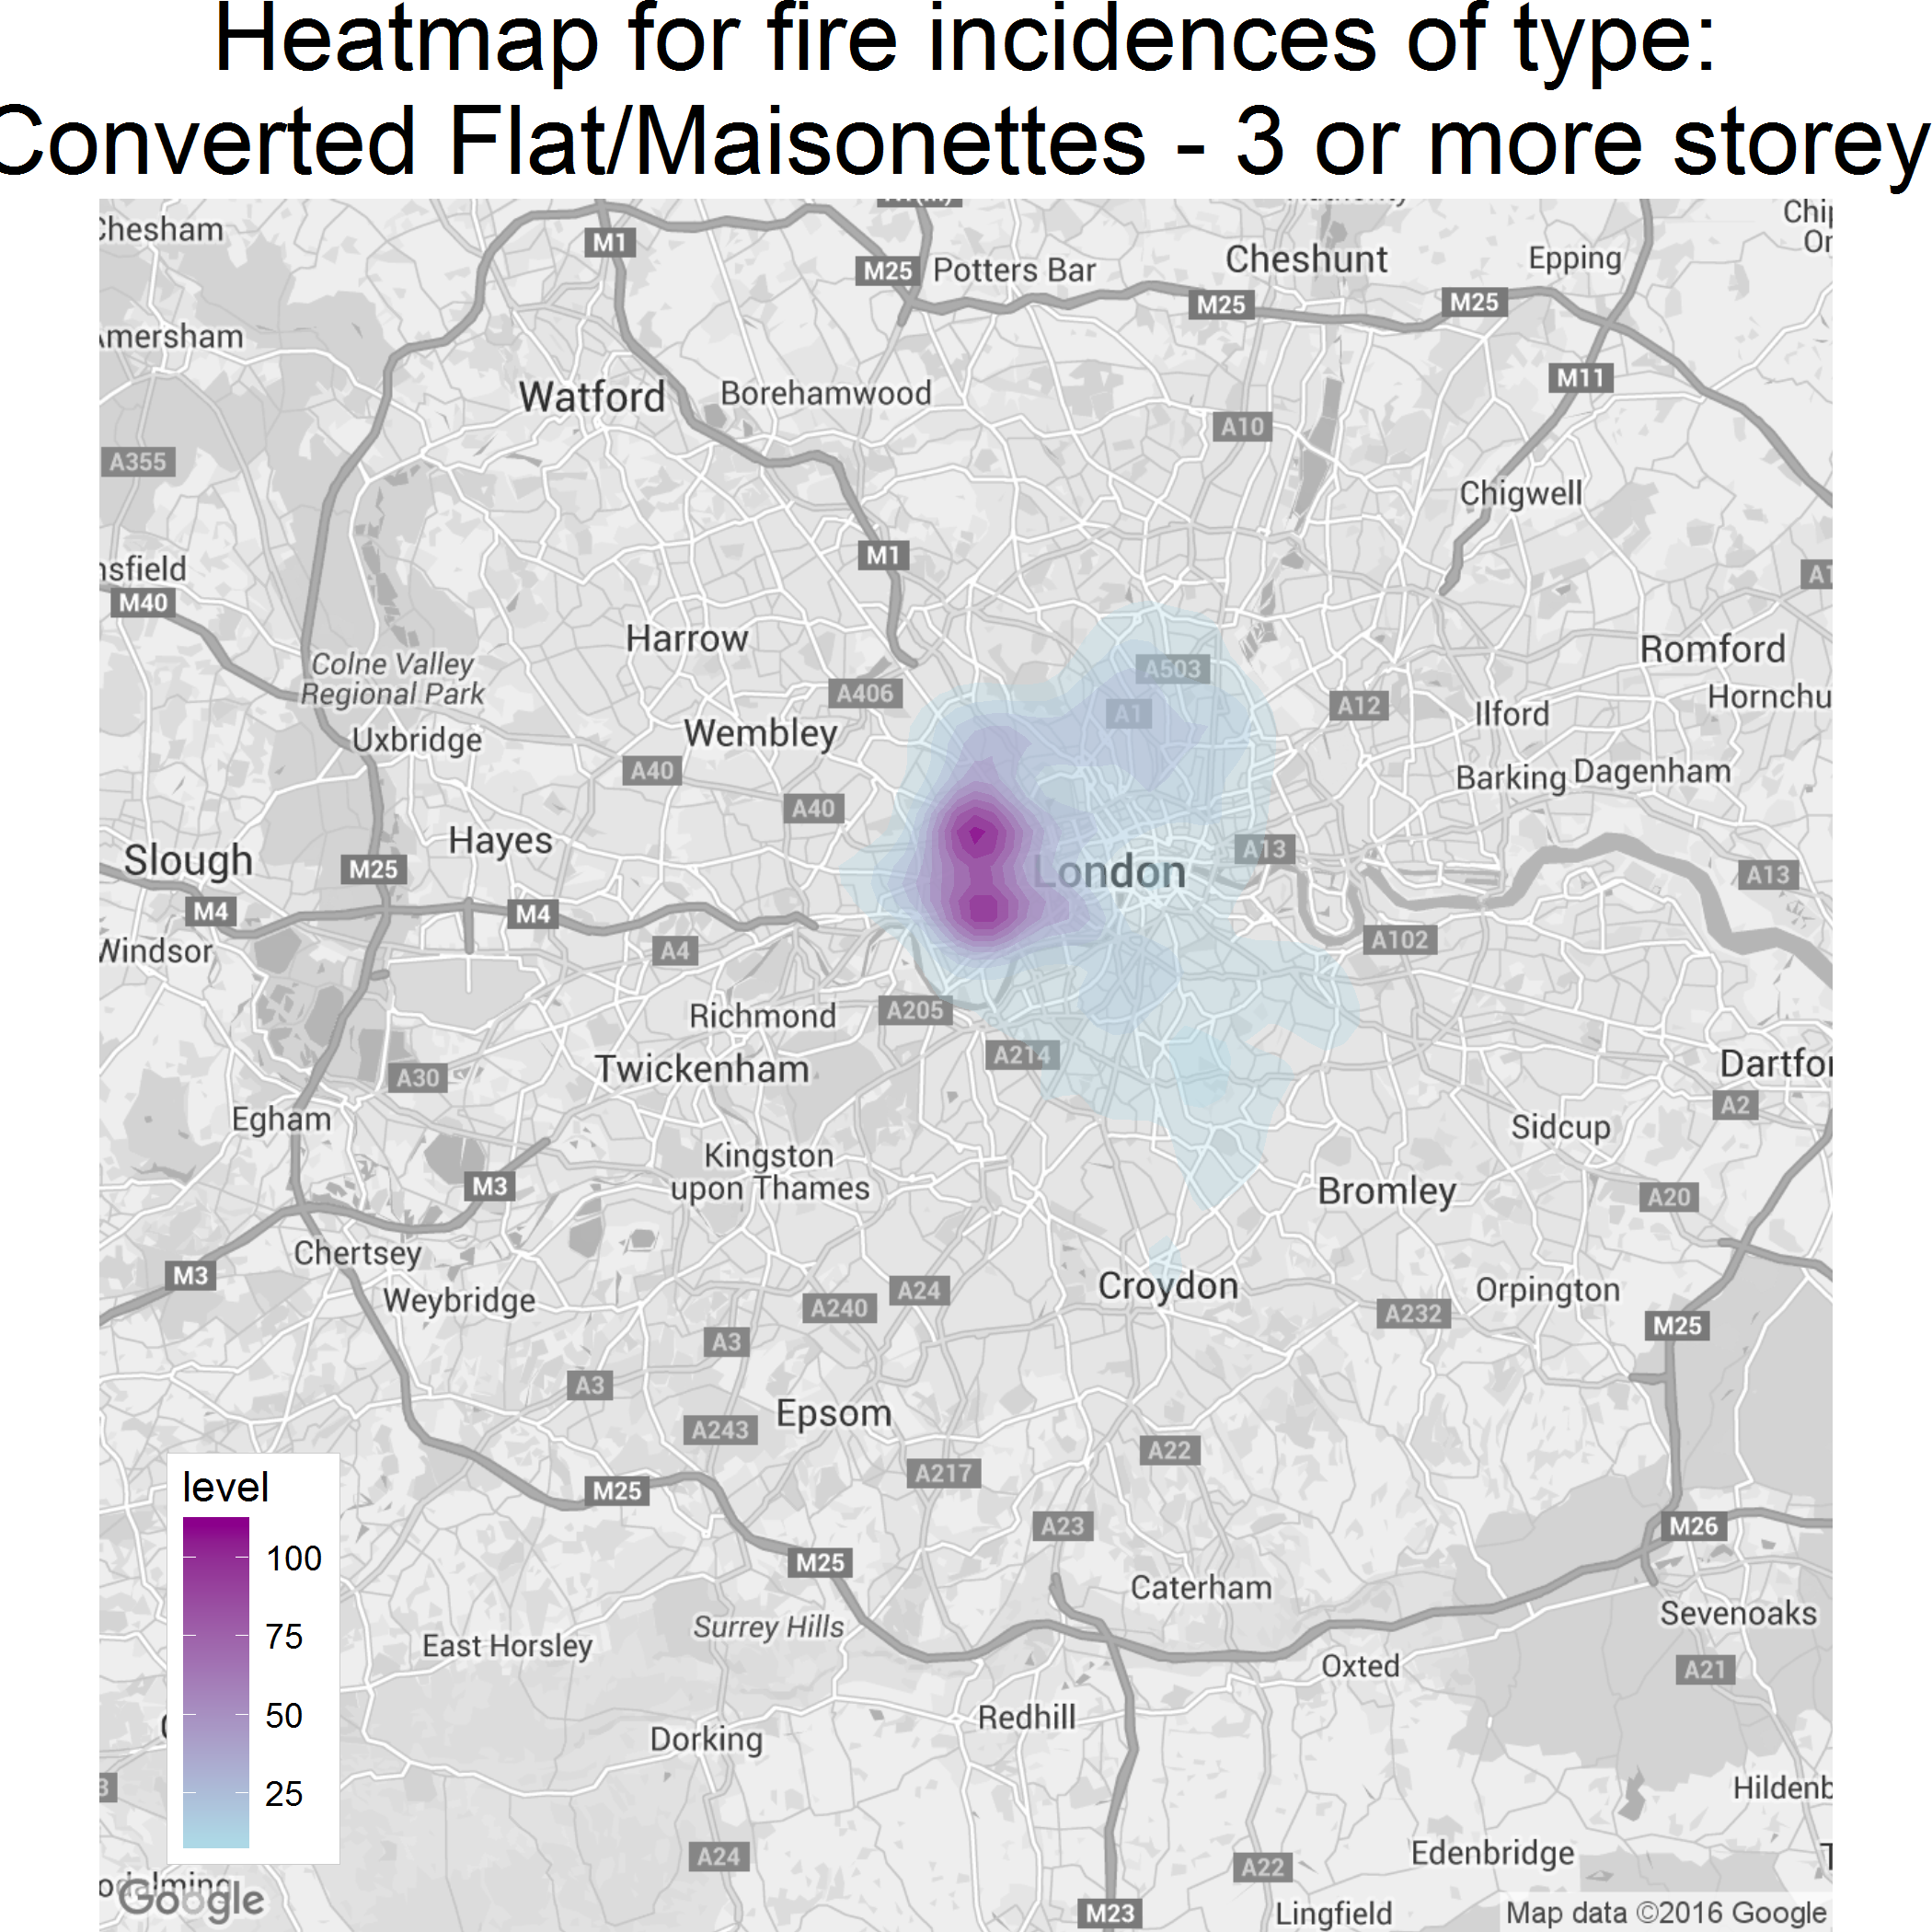 Heatmap for fire incidences of type:
Converted Flat/Maisonettes - 3 or more storey
Chesham
M1
M25
Potters Bar
Cheshunt
Epping
M25
M25
Amersham
M11
Watford
Borehamwood
A10
A355
Chigwell
M1
nsfield
M40
A1
Harrow
Colne Valley
Regional Park
A503
Romford
A406
A12
A1
Ilford
Hornchu
Wembley
Uxbridge
A40
Barking
Dagenham
A40
Hayes
Slough
M25
London
A13
A13
M4
M4
A4
A102
Windsor
Richmond
A205
Twickenham
A214
Dartfor
A30
Egham
A2
Sidcup
Kingston
upon Thames
M3
Bromley
A20
Chertsey
M3
Weybridge
A24
A240
Croydon
Orpington
A232
M25
A3
A3
Epsom
A243
A22
A217
M25
level
100
75
50
25
A23
M26
M25
Caterham
Sevenoaks
Surrey Hills
East Horsley
Oxted
A21
Redhill
Dorking
3
Hildenb
A24
Edenbridge
A22
Google
M23
Lingfield
Map data ©2016 Google